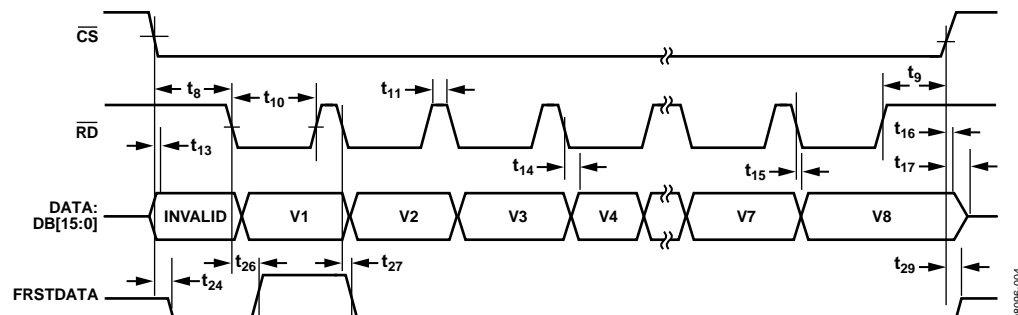 CS
t8
t10
t11
t9
RD
t13
t14
t15
t16
t17
DATA:
DB[15:0]
INVALID
V1
V2
V3
V4
V7
V8
t24
t26
t27
t29
FRSTDATA